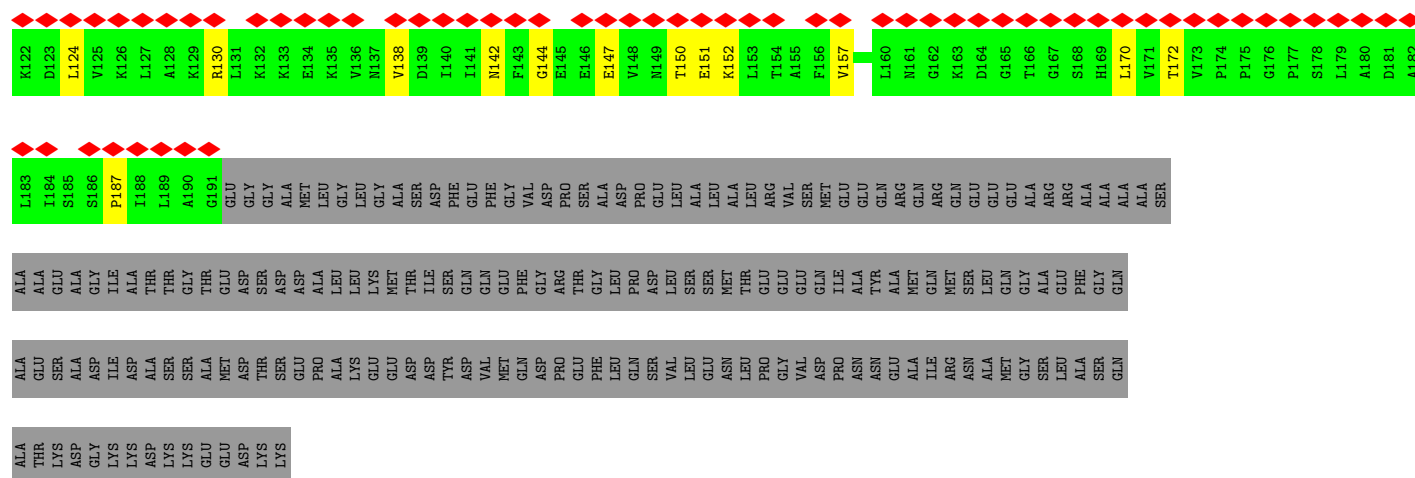 K122 D123 L124 V125 K126 L127 A128 K129 R130 L131 K132 K133 E134 K135 V136 N137 V138 D139 I140 I141 N142 F143 G144 E145 E146 E147 V148 N149 T150 E151 K152 L153 T154 A155 F156 V157 L160 N161 G162 K163 D164 G165 T166 G167 S168 H169 L170 V171 T172 V173 P174 P175 G176 P177 S178 L179 A180 D181 A182
L183 I184 S185 S186 P187 I188 L189 A190 G191 GLU GLY GLY ALA MET LEU GLY LEU GLY ALA SER ASP PHE GLU PHE GLY VAL ASP PRO SER ALA ASP PRO GLU LEU ALA LEU ALA LEU ARG VAL SER MET GLU GLU GLN ARG GLN ARG GLN GLU GLU GLU ALA ARG ARG ALA ALA ALA ALA SER
ALA ALA GLU ALA GLY ILE ALA THR THR GLY THR GLU ASP SER ASP ASP ALA LEU LEU LYS MET THR ILE SER GLN GLN GLU PHE GLY ARG THR GLY LEU PRO ASP LEU SER SER MET THR GLU GLU GLU GLN ILE ALA TYR ALA MET GLN MET SER LEU GLN GLY ALA GLU PHE GLY GLN
ALA GLU SER ALA ASP ILE ASP ALA SER SER ALA MET ASP THR SER GLU PRO ALA LYS GLU GLU ASP ASP TYR ASP VAL MET GLN ASP PRO GLU PHE LEU GLN SER VAL LEU GLU ASN LEU PRO GLY VAL ASP PRO ASN ASN GLU ALA ILE ARG ASN ALA MET GLY SER LEU ALA SER GLN
ALA THR LYS ASP GLY LYS LYS ASP LYS LYS GLU GLU ASP LYS LYS